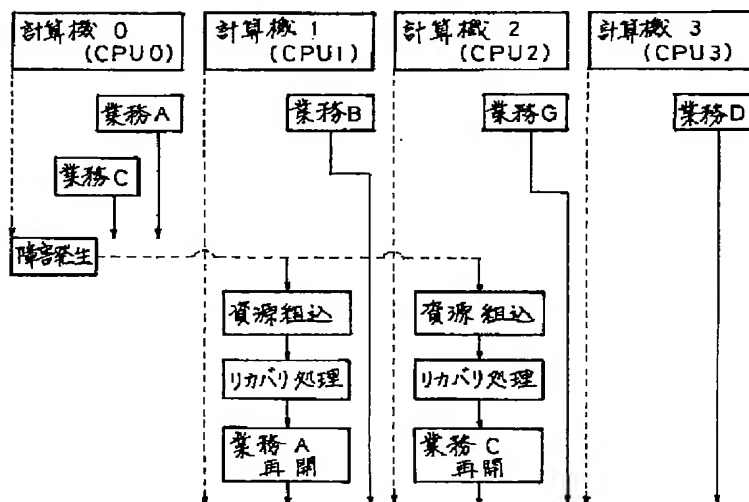 計算機 0
(CPU0)
計算機 1
(CPU1)
計算機 2
(CPU2)
計算機 3
(CPU3)
業務A
業務B
業務G
業務D
業務C
障害発生
資源組込
資源組込
リカバリ処理
リカバリ処理
業務 A
再開
業務 C
再開